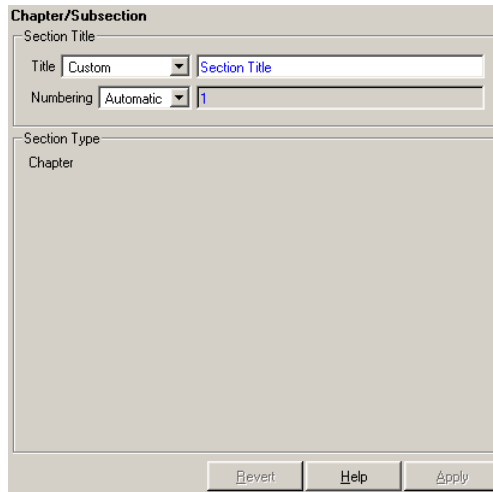 Chapter/Subsection
Section Title
Title Custom Section Title
Numbering Automatic 1
Section Type
Chapter
Revert Help Apply